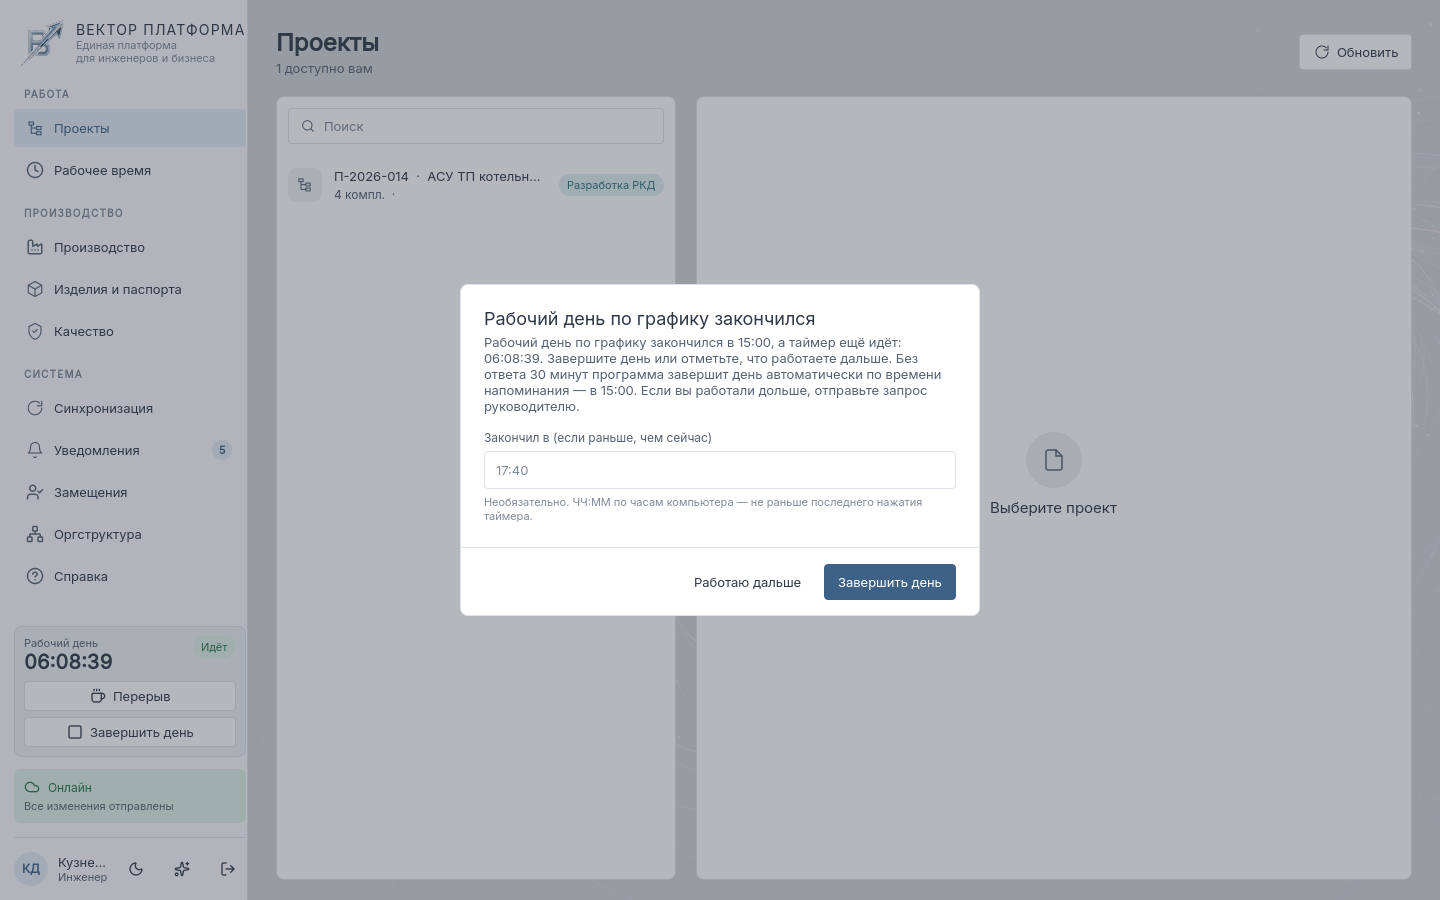 ВЕКТОР ПЛАТФОРМА
Единая платформа
для инженеров и бизнеса
РАБОТА
Проекты
Рабочее время
ПРОИЗВОДСТВО
Производство
Изделия и паспорта
Качество
СИСТЕМА
Синхронизация
Уведомления 5
Замещения
Оргструктура
Справка
Рабочий день
Идёт
06:08:39
Перерыв
Завершить день
Онлайн
Все изменения отправлены
КД
Кузне...
Инженер
Проекты
1 доступно вам
Обновить
Поиск
П-2026-014 · АСУ ТП котельн...
4 компл. ·
Разработка РКД
Выберите проект
Рабочий день по графику закончился
Рабочий день по графику закончился в 15:00, а таймер ещё идёт:
06:08:39. Завершите день или отметьте, что работаете дальше. Без
ответа 30 минут программа завершит день автоматически по времени
напоминания — в 15:00. Если вы работали дольше, отправьте запрос
руководителю.
Закончил в (если раньше, чем сейчас)
17:40
Необязательно. ЧЧ:ММ по часам компьютера — не раньше последнего нажатия
таймера.
Работаю дальше
Завершить день